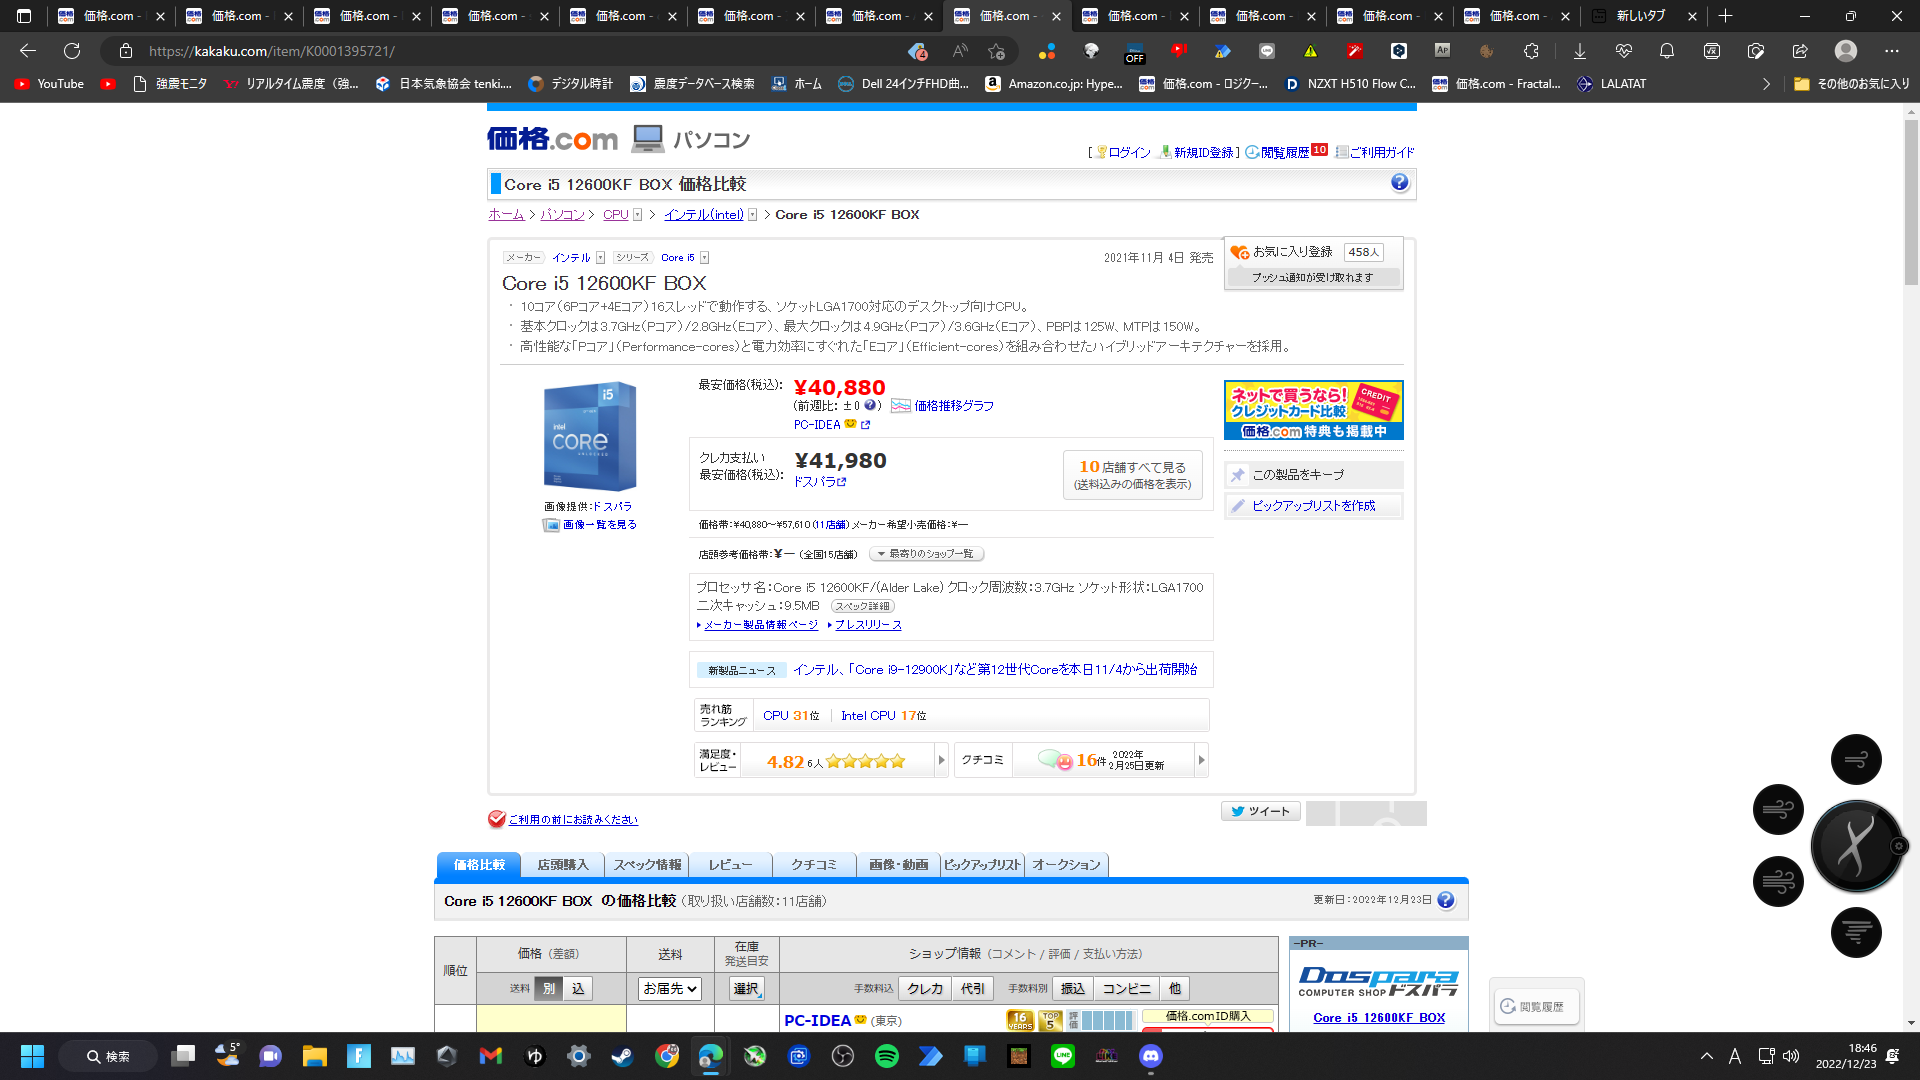 価格.com -
価格.com -
価格.com -
価格.com -
価格.com -
価格.com -
価格.com -
価格.com -
価格.com -
価格.com -
価格.com -
価格.com -
新しいタブ
https://kakaku.com/item/K0001395721/
YouTube
強震モニタ
リアルタイム震度（強...
日本気象協会 tenki....
デジタル時計
震度データベース検索
ホーム
Dell 24インチFHD曲...
Amazon.co.jp: Hype...
価格.com - ロジクー...
NZXT H510 Flow C...
価格.com - Fractal...
LALATAT
その他のお気に入り
価格.com パソコン
[ ログイン 新規ID登録 ] 閲覧履歴 10 ご利用ガイド
Core i5 12600KF BOX 価格比較
ホーム > パソコン > CPU > インテル(intel) > Core i5 12600KF BOX
メーカー インテル シリーズ Core i5
2021年11月 4日 発売
お気に入り登録 458人
プッシュ通知が受け取れます
Core i5 12600KF BOX
・ 10コア（6Pコア+4Eコア）16スレッドで動作する、ソケットLGA1700対応のデスクトップ向けCPU。
・ 基本クロックは3.7GHz（Pコア）/2.8GHz（Eコア）、最大クロックは4.9GHz（Pコア）/3.6GHz（Eコア）、PBPは125W、MTPは150W。
・ 高性能な「Pコア」（Performance-cores）と電力効率にすぐれた「Eコア」（Efficient-cores）を組み合わせたハイブリッドアーキテクチャーを採用。
i5
intel
CORE
画像提供：ドスパラ
画像一覧を見る
最安価格(税込)： ¥40,880
(前週比：±0 ) 価格推移グラフ
PC-IDEA
クレカ支払い
最安価格(税込)： ¥41,980
ドスパラ
10店舗すべて見る
(送料込みの価格を表示)
価格帯：¥40,880～¥57,610 (11店舗) メーカー希望小売価格：¥―
店頭参考価格帯：¥― (全国15店舗) 最寄りのショップ一覧
プロセッサ名：Core i5 12600KF/(Alder Lake) クロック周波数：3.7GHz ソケット形状：LGA1700
二次キャッシュ：9.5MB スペック詳細
メーカー製品情報ページ プレスリリース
新製品ニュース インテル、「Core i9-12900K」など第12世代Coreを本日11/4から出荷開始
売れ筋
ランキング
CPU 31位 Intel CPU 17位
満足度・
レビュー
4.82 6人
クチコミ 16件 2022年
2月25日更新
ネットで買うなら!
クレジットカード比較
CREDIT
価格.com 特典も掲載中
この製品をキープ
ピックアップリストを作成
ご利用の前にお読みください
ツイート
価格比較 店頭購入 スペック情報 レビュー クチコミ 画像・動画 ピックアップリスト オークション
Core i5 12600KF BOX の価格比較（取り扱い店舗数：11店舗）
更新日：2022年12月23日
順位
価格（差額）
送料 別 込
送料
お届先
在庫
発送目安
選択
ショップ情報（コメント / 評価 / 支払い方法）
手数料込 クレカ 代引 手数料別 振込 コンビニ 他
PC-IDEA (東京)
16 YEARS
TOP 5
評価
価格.comID購入
-PR-
Dospara
COMPUTER SHOP ドスパラ
Core i5 12600KF BOX
閲覧履歴
OFF
5°
検索
A
18:46
2022/12/23